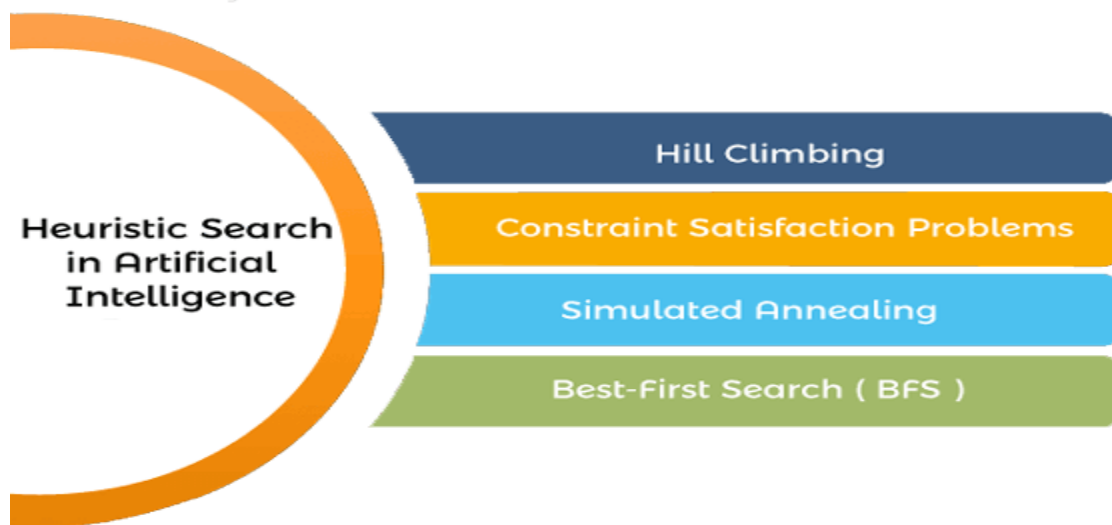 Heuristic Search
in Artificial
Intelligence
Hill Climbing
Constraint Satisfaction Problems
Simulated Annealing
Best-First Search ( BFS )